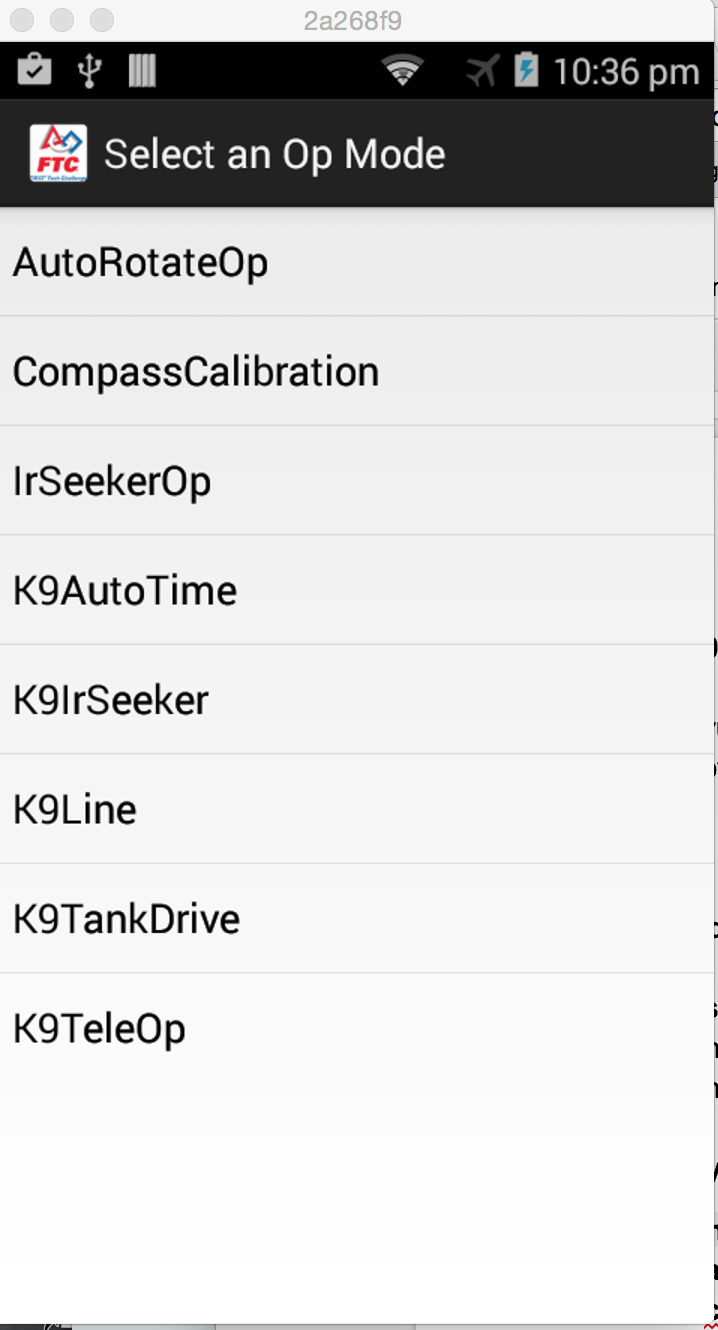 2a268f9
10:36 pm
FTC
Select an Op Mode
AutoRotateOp
CompassCalibration
IrSeekerOp
K9AutoTime
K9IrSeeker
K9Line
K9TankDrive
K9TeleOp